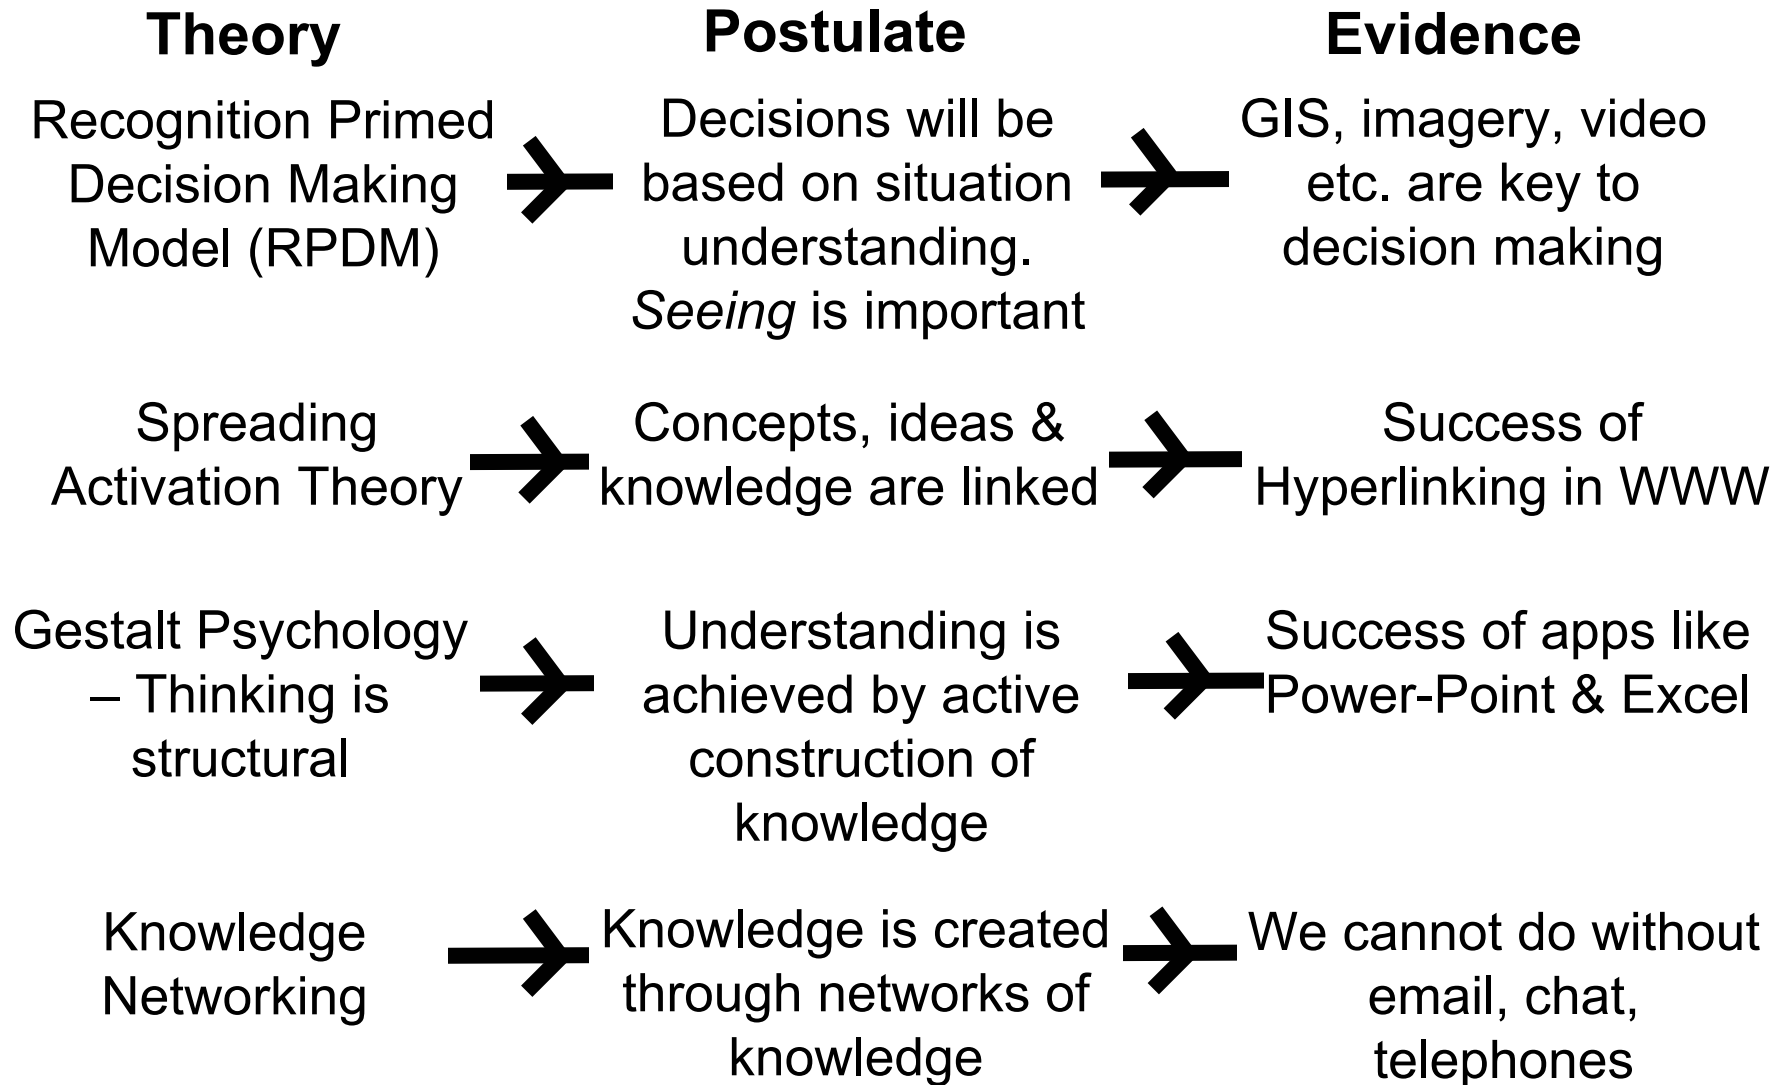 Theory
Postulate
Evidence
Recognition Primed
Decision Making
Model (RPDM)
Decisions will be
based on situation
understanding.
Seeing is important
GIS, imagery, video
etc. are key to
decision making
Spreading
Activation Theory
Concepts, ideas &
knowledge are linked
Success of
Hyperlinking in WWW
Gestalt Psychology
– Thinking is
structural
Understanding is
achieved by active
construction of
knowledge
Success of apps like
Power-Point & Excel
Knowledge
Networking
Knowledge is created
through networks of
knowledge
We cannot do without
email, chat,
telephones